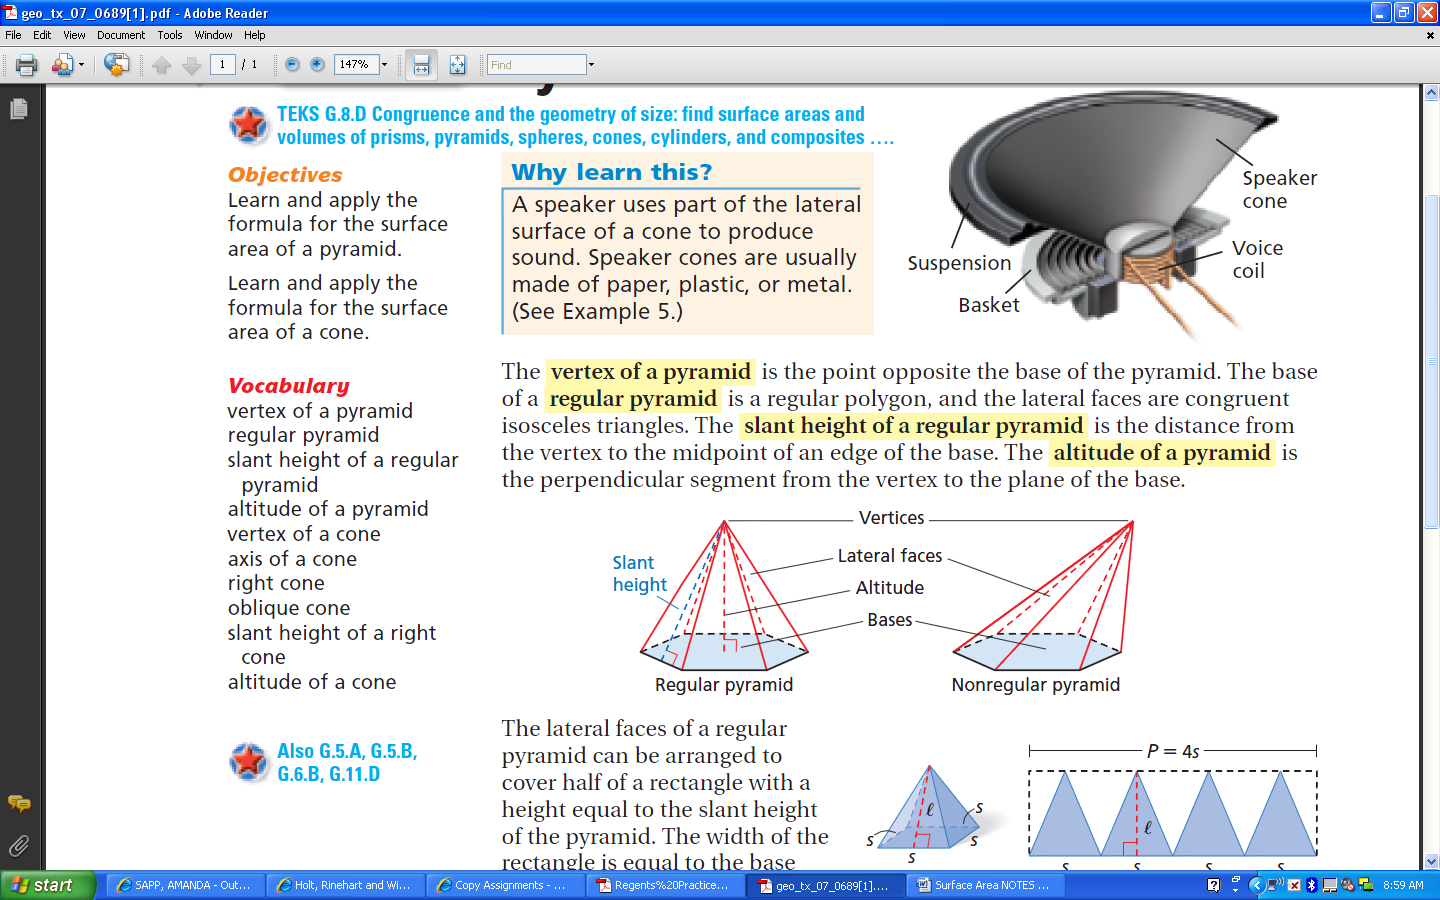 geo_tx_07_0689[1].pdf - Adobe Reader
File Edit View Document Tools Window Help
1 / 1 147% Find
TEKS G.8.D Congruence and the geometry of size: find surface areas and
volumes of prisms, pyramids, spheres, cones, cylinders, and composites ....
Objectives
Learn and apply the
formula for the surface
area of a pyramid.
Learn and apply the
formula for the surface
area of a cone.
Vocabulary
vertex of a pyramid
regular pyramid
slant height of a regular
pyramid
altitude of a pyramid
vertex of a cone
axis of a cone
right cone
oblique cone
slant height of a right
cone
altitude of a cone
Also G.5.A, G.5.B,
G.6.B, G.11.D
Why learn this?
A speaker uses part of the lateral
surface of a cone to produce
sound. Speaker cones are usually
made of paper, plastic, or metal.
(See Example 5.)
Speaker
cone
Suspension
Voice
coil
Basket
The vertex of a pyramid is the point opposite the base of the pyramid. The base
of a regular pyramid is a regular polygon, and the lateral faces are congruent
isosceles triangles. The slant height of a regular pyramid is the distance from
the vertex to the midpoint of an edge of the base. The altitude of a pyramid is
the perpendicular segment from the vertex to the plane of the base.
Vertices
Slant
height
Lateral faces
Altitude
Bases
Regular pyramid
Nonregular pyramid
The lateral faces of a regular
pyramid can be arranged to
cover half of a rectangle with a
height equal to the slant height
of the pyramid. The width of the
rectangle is equal to the base
ℓ
s
s
s
s
P = 4s
ℓ
s s s s
start
SAPP, AMANDA - Out...
Holt, Rinehart and Wi...
Copy Assignments - ...
Regents%20Practice...
geo_tx_07_0689[1]....
Surface Area NOTES ...
8:59 AM